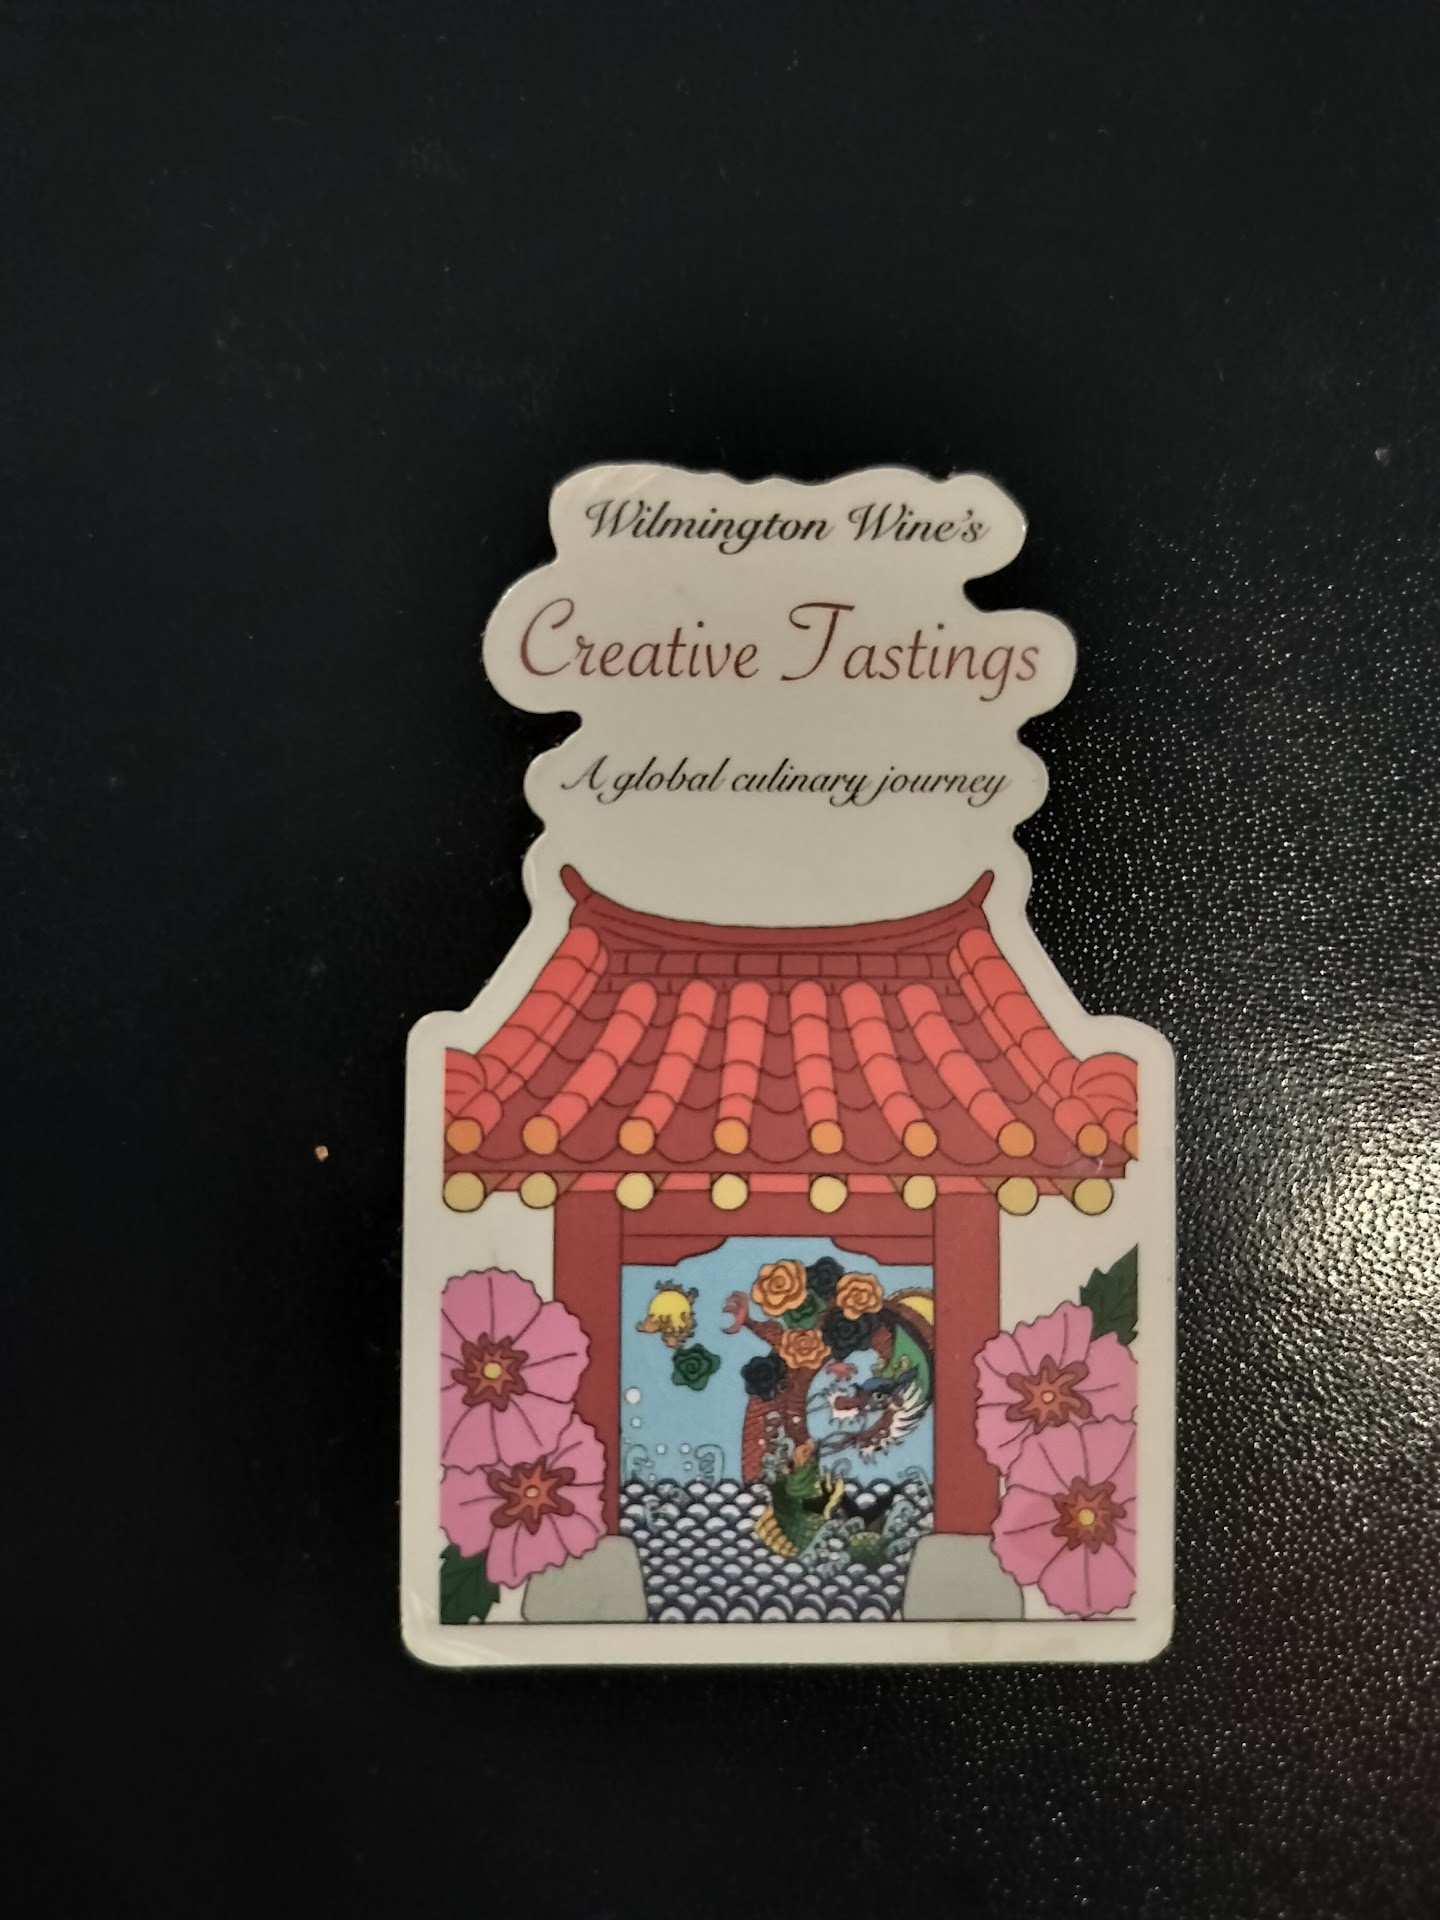 Wilmington Wine's
Creative Tastings
A global culinary journey